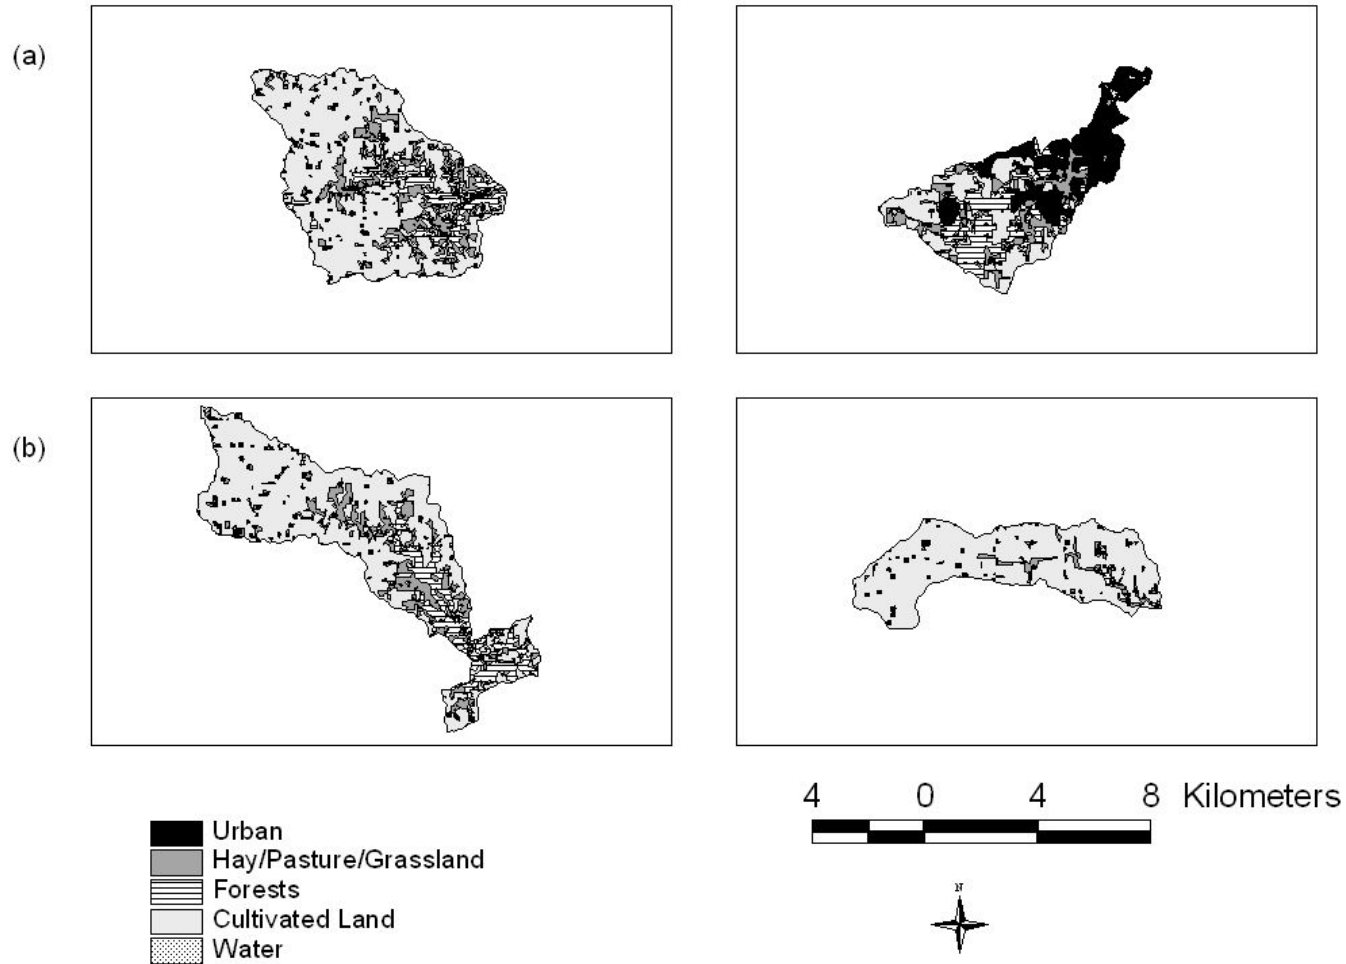 (a)
(b)
4 0 4 8 Kilometers
Urban
Hay/Pasture/Grassland
Forests
Cultivated Land
Water
N